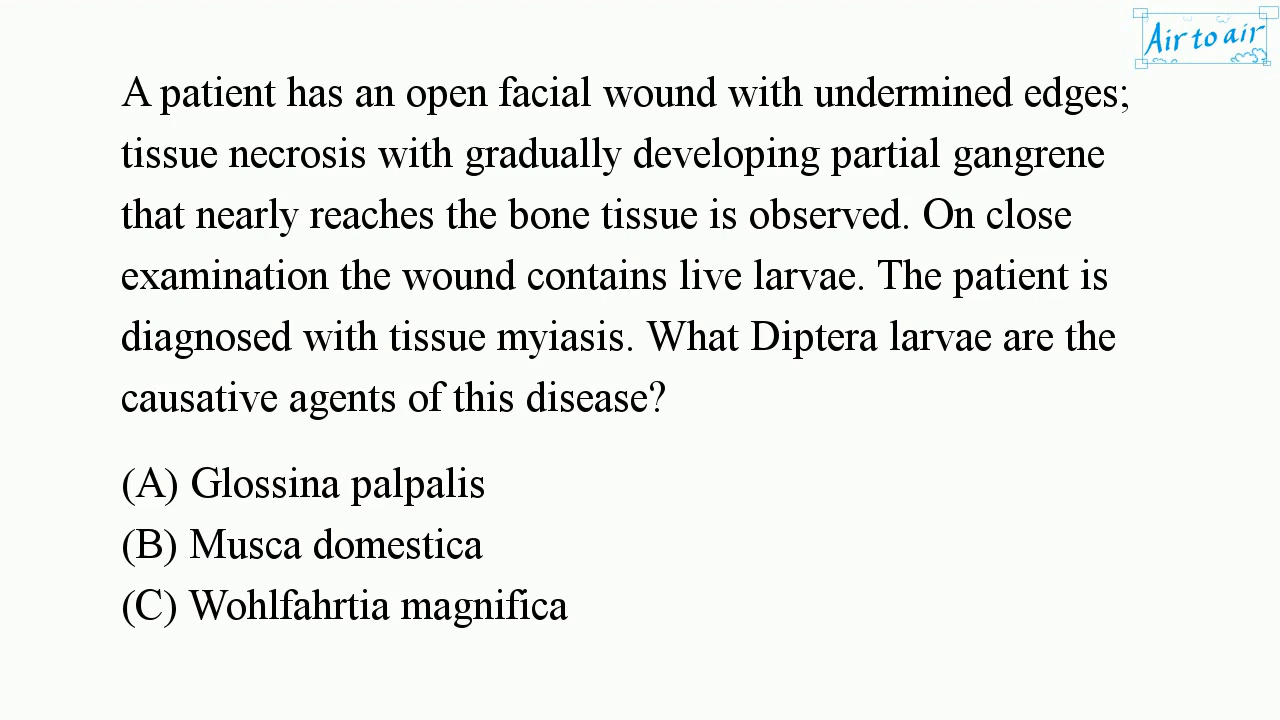 Air to air
A patient has an open facial wound with undermined edges;
tissue necrosis with gradually developing partial gangrene
that nearly reaches the bone tissue is observed. On close
examination the wound contains live larvae. The patient is
diagnosed with tissue myiasis. What Diptera larvae are the
causative agents of this disease?
(A) Glossina palpalis
(B) Musca domestica
(C) Wohlfahrtia magnifica